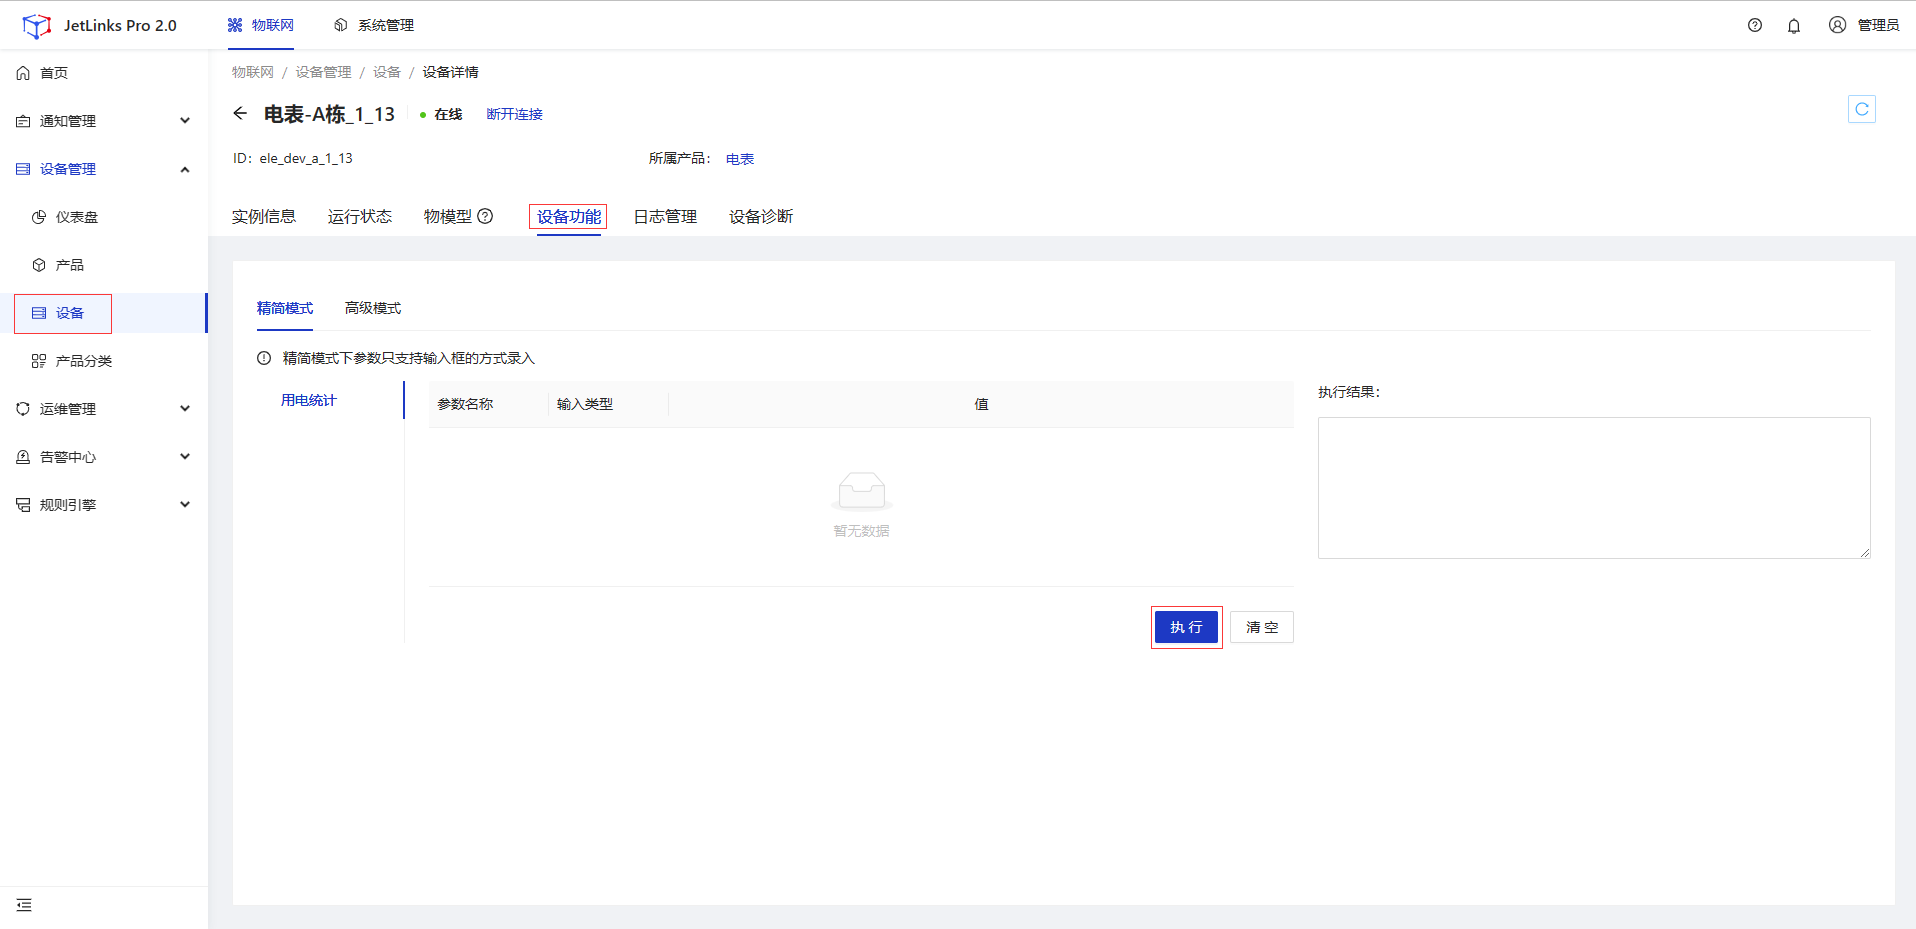 JetLinks Pro 2.0
物联网
系统管理
管理员
首页
通知管理
设备管理
仪表盘
产品
设备
产品分类
运维管理
告警中心
规则引擎
物联网 / 设备管理 / 设备 / 设备详情
电表-A栋_1_13
在线
断开连接
ID: ele_dev_a_1_13
所属产品: 电表
实例信息
运行状态
物模型
设备功能
日志管理
设备诊断
精简模式
高级模式
精简模式下参数只支持输入框的方式录入
用电统计
参数名称
输入类型
值
暂无数据
执 行
清 空
执行结果: